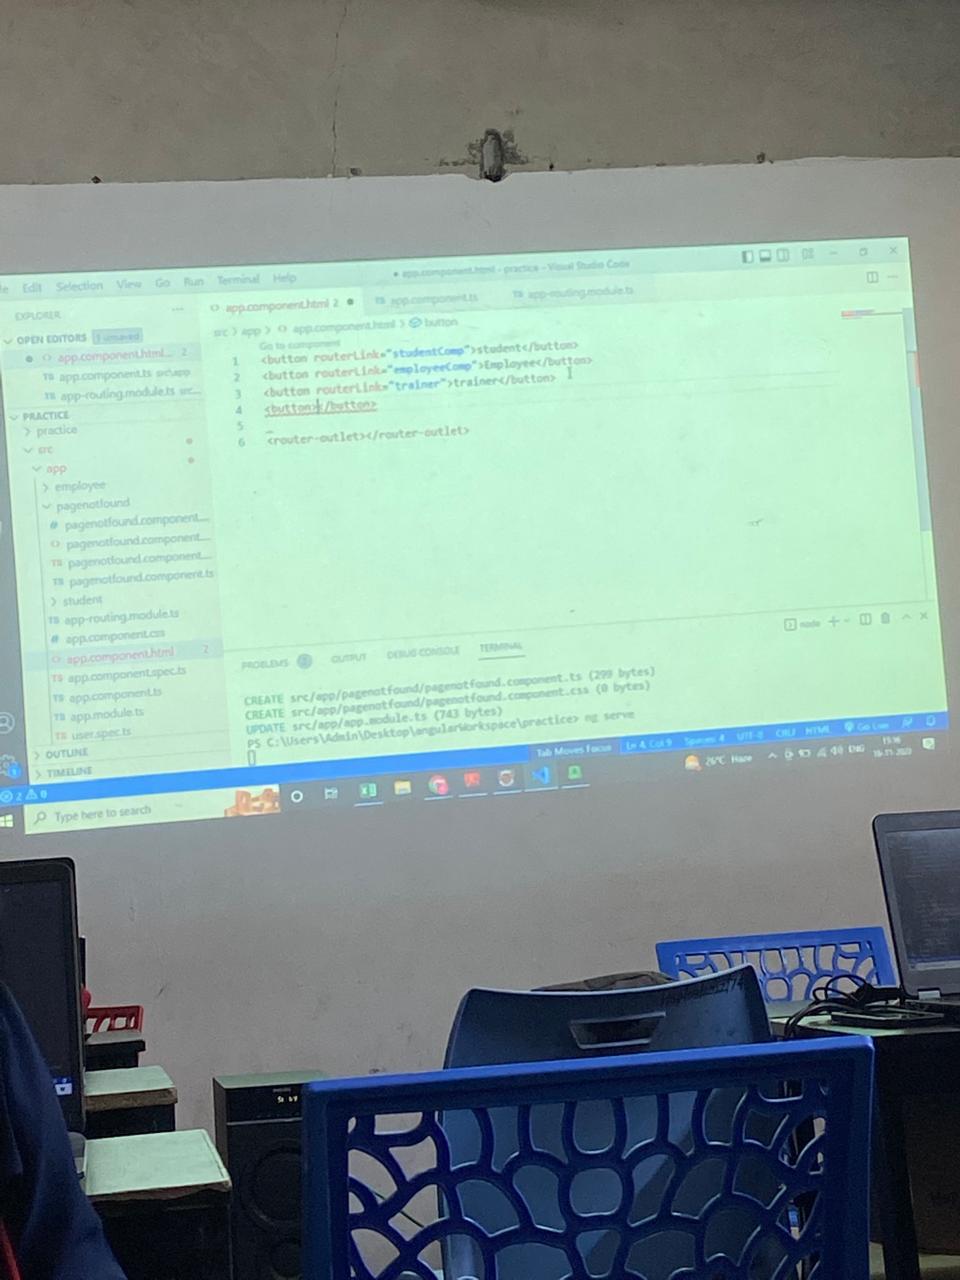 Edit Selection View Go Run Terminal Help
● app.component.html - practice - Visual Studio Code
EXPLORER ...
OPEN EDITORS 1 unsaved
● <> app.component.html... 2
TS app.component.ts src\app
TS app-routing.module.ts src...
PRACTICE
> practice
src
app
> employee
pagenotfound
# pagenotfound.component....
<> pagenotfound.component....
TS pagenotfound.component....
TS pagenotfound.component.ts
> student
TS app-routing.module.ts
# app.component.css
<> app.component.html 2
TS app.component.spec.ts
TS app.component.ts
TS app.module.ts
TS user.spec.ts
> OUTLINE
> TIMELINE
<> app.component.html 2 ● TS app.component.ts TS app-routing.module.ts
src > app > <> app.component.html > button
Go to component
1 <button routerLink="studentComp">student</button>
2 <button routerLink="employeeComp">Employee</button>
3 <button routerLink="trainer">trainer</button>
4 <button></button>
5
6 <router-outlet></router-outlet>
PROBLEMS 2 OUTPUT DEBUG CONSOLE TERMINAL node
CREATE src/app/pagenotfound/pagenotfound.component.ts (299 bytes)
CREATE src/app/pagenotfound/pagenotfound.component.css (0 bytes)
UPDATE src/app/app.module.ts (743 bytes)
PS C:\Users\Admin\Desktop\angularWorkspace\practice> ng serve
2 0 Tab Moves Focus Ln 4, Col 9 Spaces: 4 UTF-8 CRLF HTML Go Live
Type here to search 26°C Haze ENG